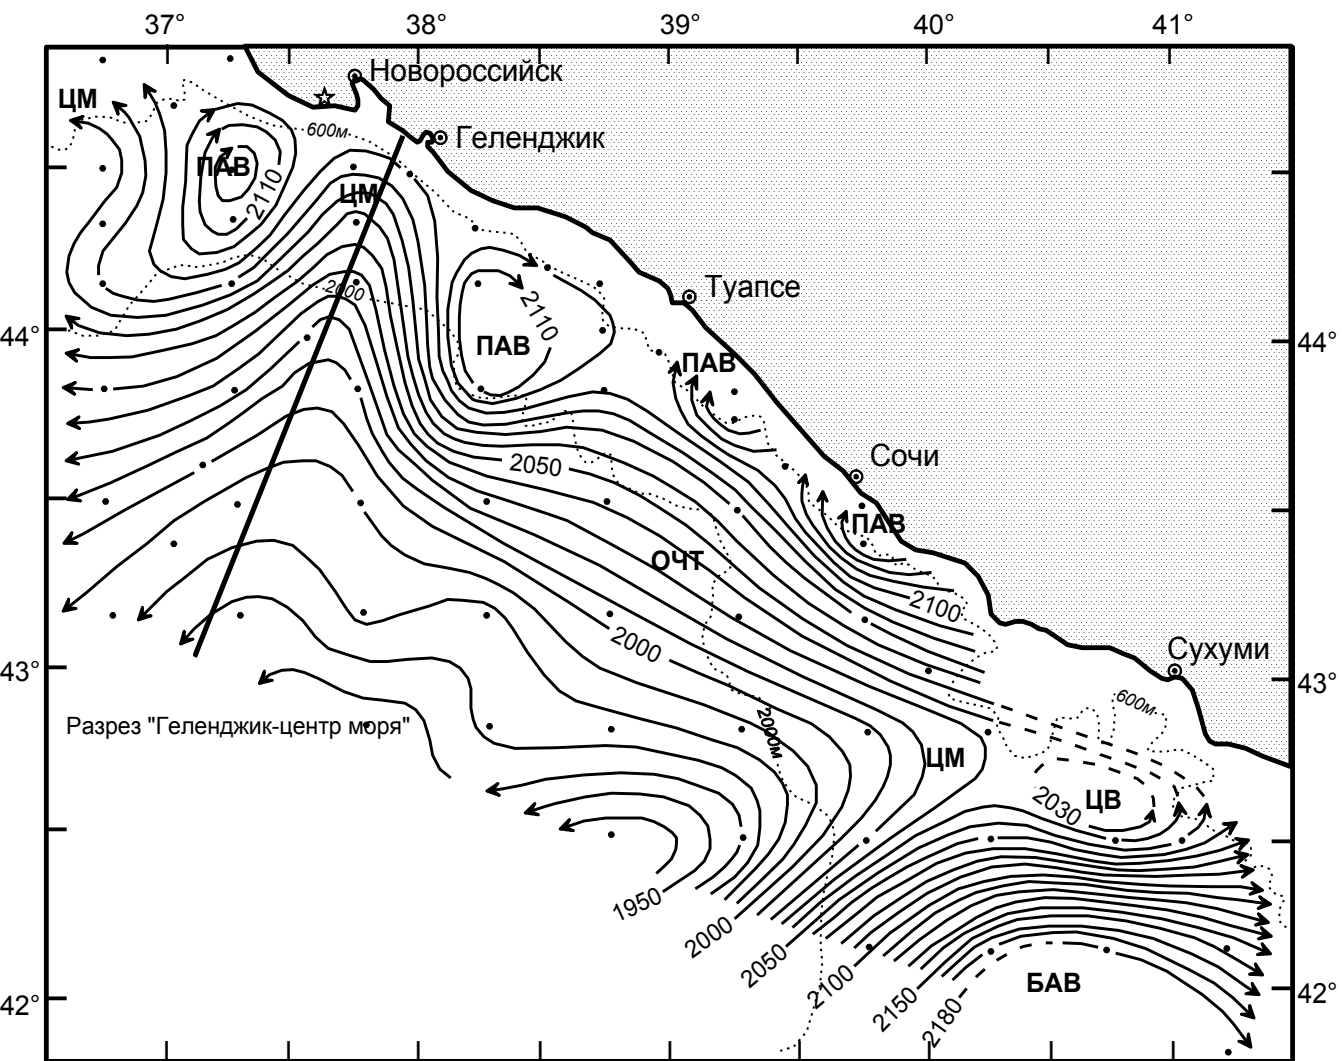 37° 38° 39° 40° 41°
Новороссийск
ЦМ
600м
Геленджик
ПАВ
2110
ЦМ
2000
Туапсе
2110
44°
ПАВ
44°
ПАВ
Сочи
2050
ПАВ
ОЧТ
2100
2000
Сухуми
43°
43°
600м
Разрез "Геленджик-центр моря"
2000м
ЦМ
2030
ЦВ
1950
2000
2050
2100
БАВ
2150
2180
42°
42°